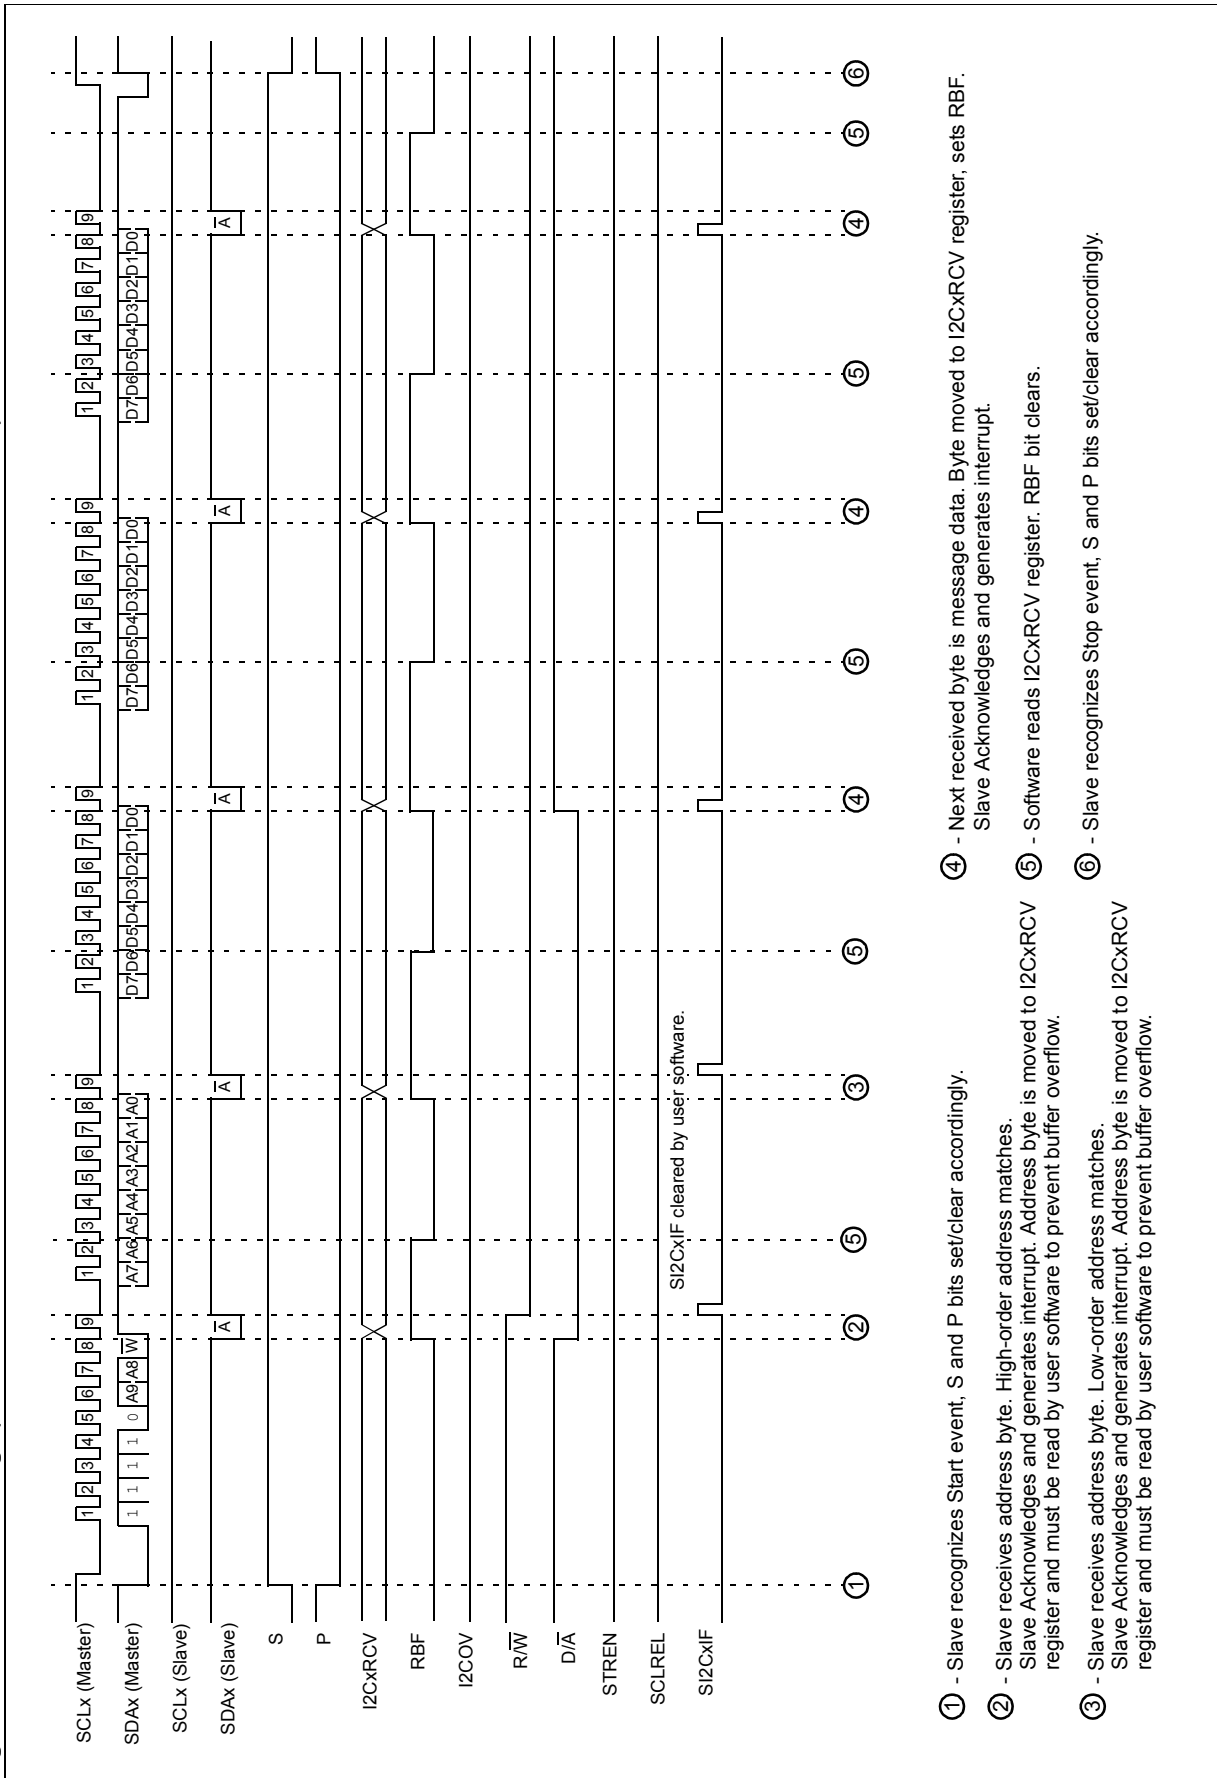 SCLx (Master)
1 2 3 4 5 6 7 8 9 1 2 3 4 5 6 7 8 9 1 2 3 4 5 6 7 8 9 1 2 3 4 5 6 7 8 9 1 2 3 4 5 6 7 8 9
SDAx (Master)
1 1 1 1 0 A9 A8 W̅ A7 A6 A5 A4 A3 A2 A1 A0 D7 D6 D5 D4 D3 D2 D1 D0 D7 D6 D5 D4 D3 D2 D1 D0 D7 D6 D5 D4 D3 D2 D1 D0
SCLx (Slave)
SDAx (Slave)
A̅ A̅ A̅ A̅ A̅
S
P
I2CxRCV
RBF
I2COV
R/W̅
D/A̅
STREN
SCLREL
SI2CxIF cleared by user software.
SI2CxIF
1 2 5 3 5 4 5 4 5 4 5 6
1 - Slave recognizes Start event, S and P bits set/clear accordingly.
2 - Slave receives address byte. High-order address matches.
Slave Acknowledges and generates interrupt. Address byte is moved to I2CxRCV
register and must be read by user software to prevent buffer overflow.
3 - Slave receives address byte. Low-order address matches.
Slave Acknowledges and generates interrupt. Address byte is moved to I2CxRCV
register and must be read by user software to prevent buffer overflow.
4 - Next received byte is message data. Byte moved to I2CxRCV register, sets RBF.
Slave Acknowledges and generates interrupt.
5 - Software reads I2CxRCV register. RBF bit clears.
6 - Slave recognizes Stop event, S and P bits set/clear accordingly.